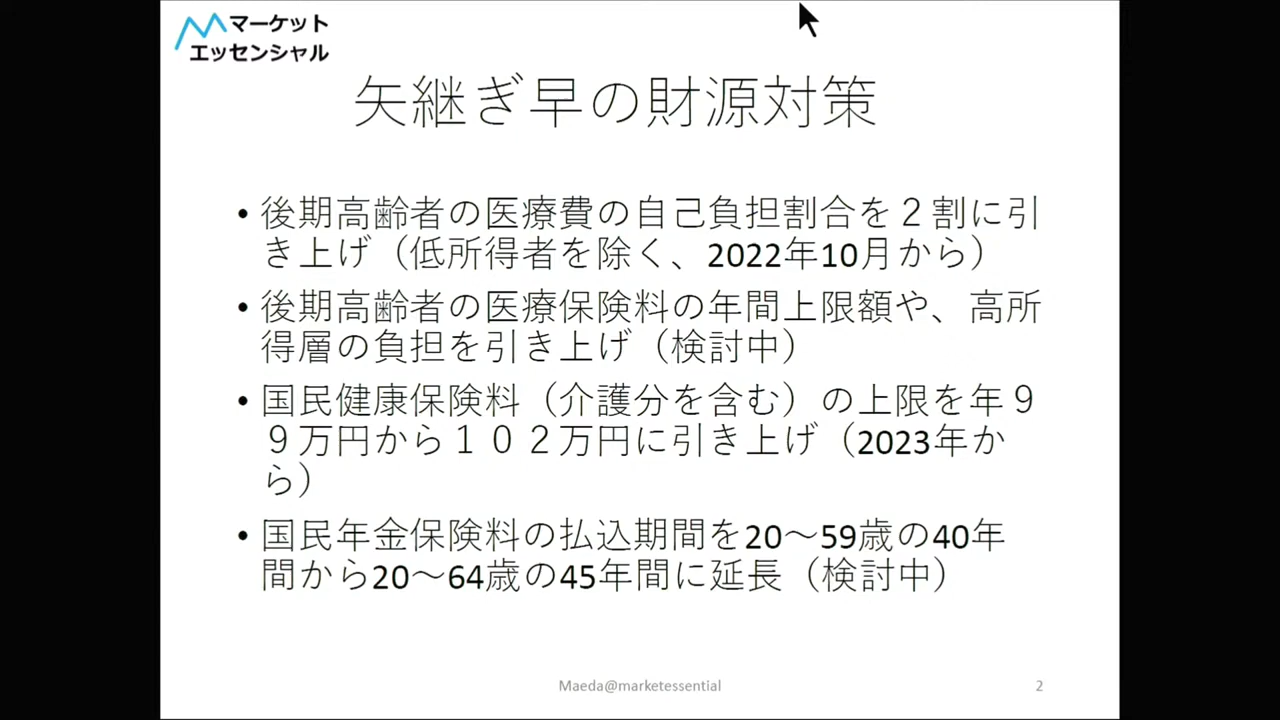 マーケット
エッセンシャル
矢継ぎ早の財源対策
• 後期高齢者の医療費の自己負担割合を２割に引
き上げ（低所得者を除く、2022年10月から）
• 後期高齢者の医療保険料の年間上限額や、高所
得層の負担を引き上げ（検討中）
• 国民健康保険料（介護分を含む）の上限を年９
９万円から１０２万円に引き上げ（2023年か
ら）
• 国民年金保険料の払込期間を20～59歳の40年
間から20～64歳の45年間に延長（検討中）
Maeda@marketessential
2